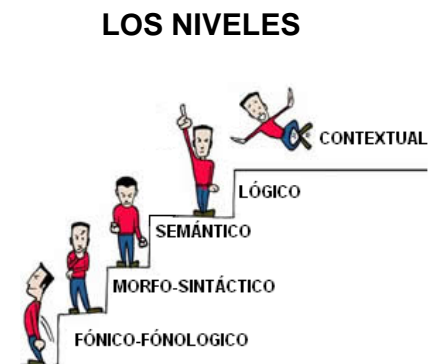 LOS NIVELES
CONTEXTUAL
LÓGICO
SEMÁNTICO
MORFO-SINTÁCTICO
FÓNICO-FÓNOLOGICO